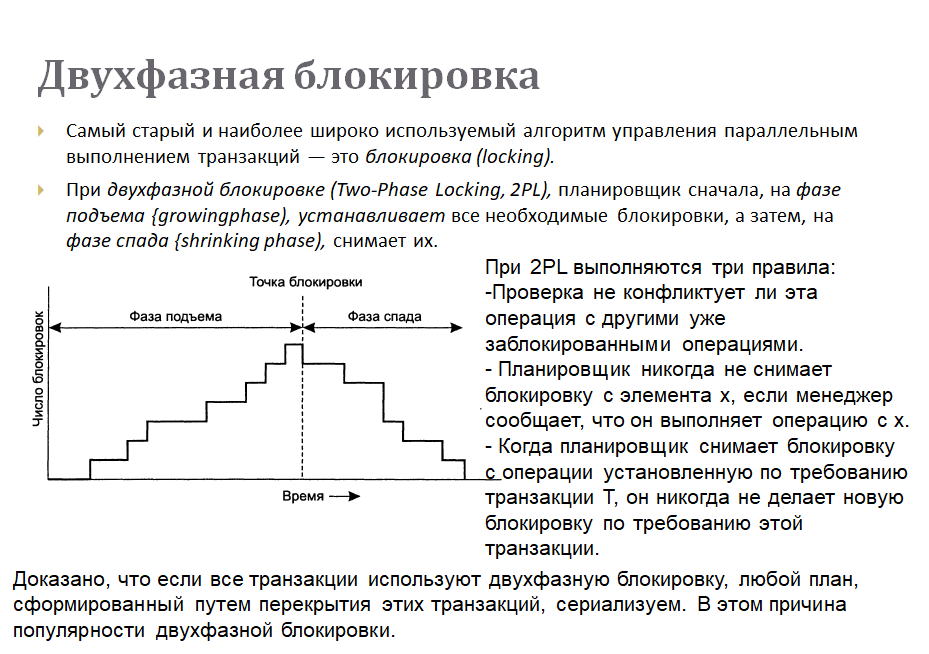 Двухфазная блокировка
Самый старый и наиболее широко используемый алгоритм управления параллельным
выполнением транзакций — это блокировка (locking).
При двухфазной блокировке (Two-Phase Locking, 2PL), планировщик сначала, на фазе
подъема {growingphase), устанавливает все необходимые блокировки, а затем, на
фазе спада {shrinking phase), снимает их.
Точка блокировки
Фаза подъема
Фаза спада
Число блокировок
Время
При 2PL выполняются три правила:
-Проверка не конфликтует ли эта
операция с другими уже
заблокированными операциями.
- Планировщик никогда не снимает
блокировку с элемента x, если менеджер
сообщает, что он выполняет операцию с x.
- Когда планировщик снимает блокировку
с операции установленную по требованию
транзакции T, он никогда не делает новую
блокировку по требованию этой
транзакции.
Доказано, что если все транзакции используют двухфазную блокировку, любой план,
сформированный путем перекрытия этих транзакций, сериализуем. В этом причина
популярности двухфазной блокировки.